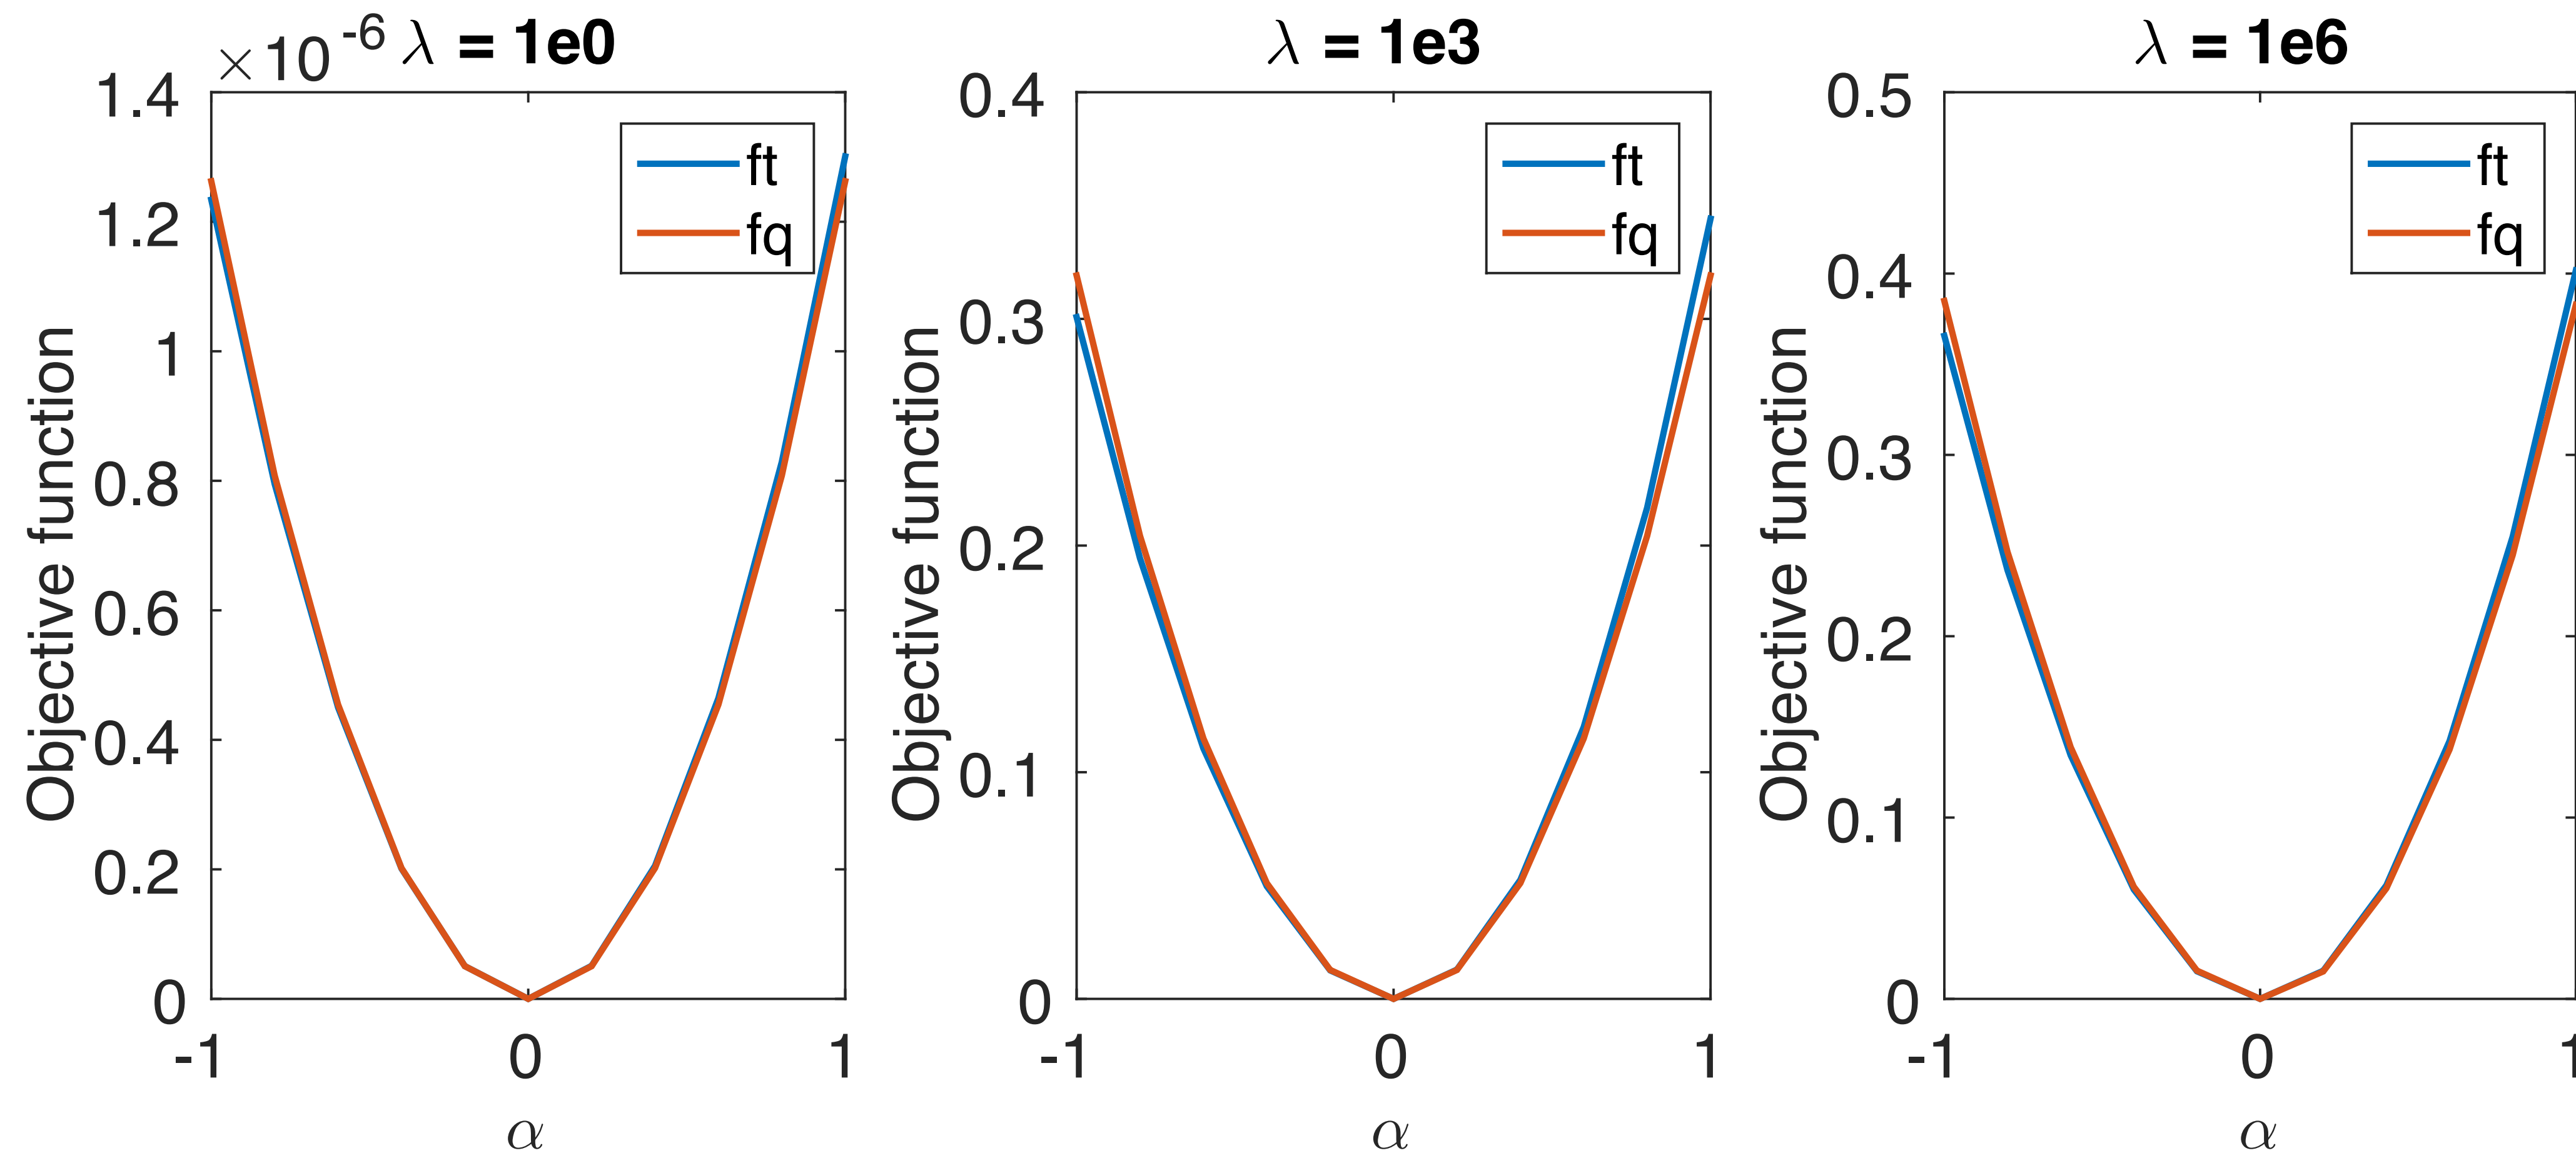 ×10^-6 λ = 1e0
1.4
1.2
1
0.8
0.6
0.4
0.2
0
-1 0 1
α
Objective function
ft
fq
λ = 1e3
0.4
0.3
0.2
0.1
0
-1 0 1
α
Objective function
ft
fq
λ = 1e6
0.5
0.4
0.3
0.2
0.1
0
-1 0 1
α
Objective function
ft
fq